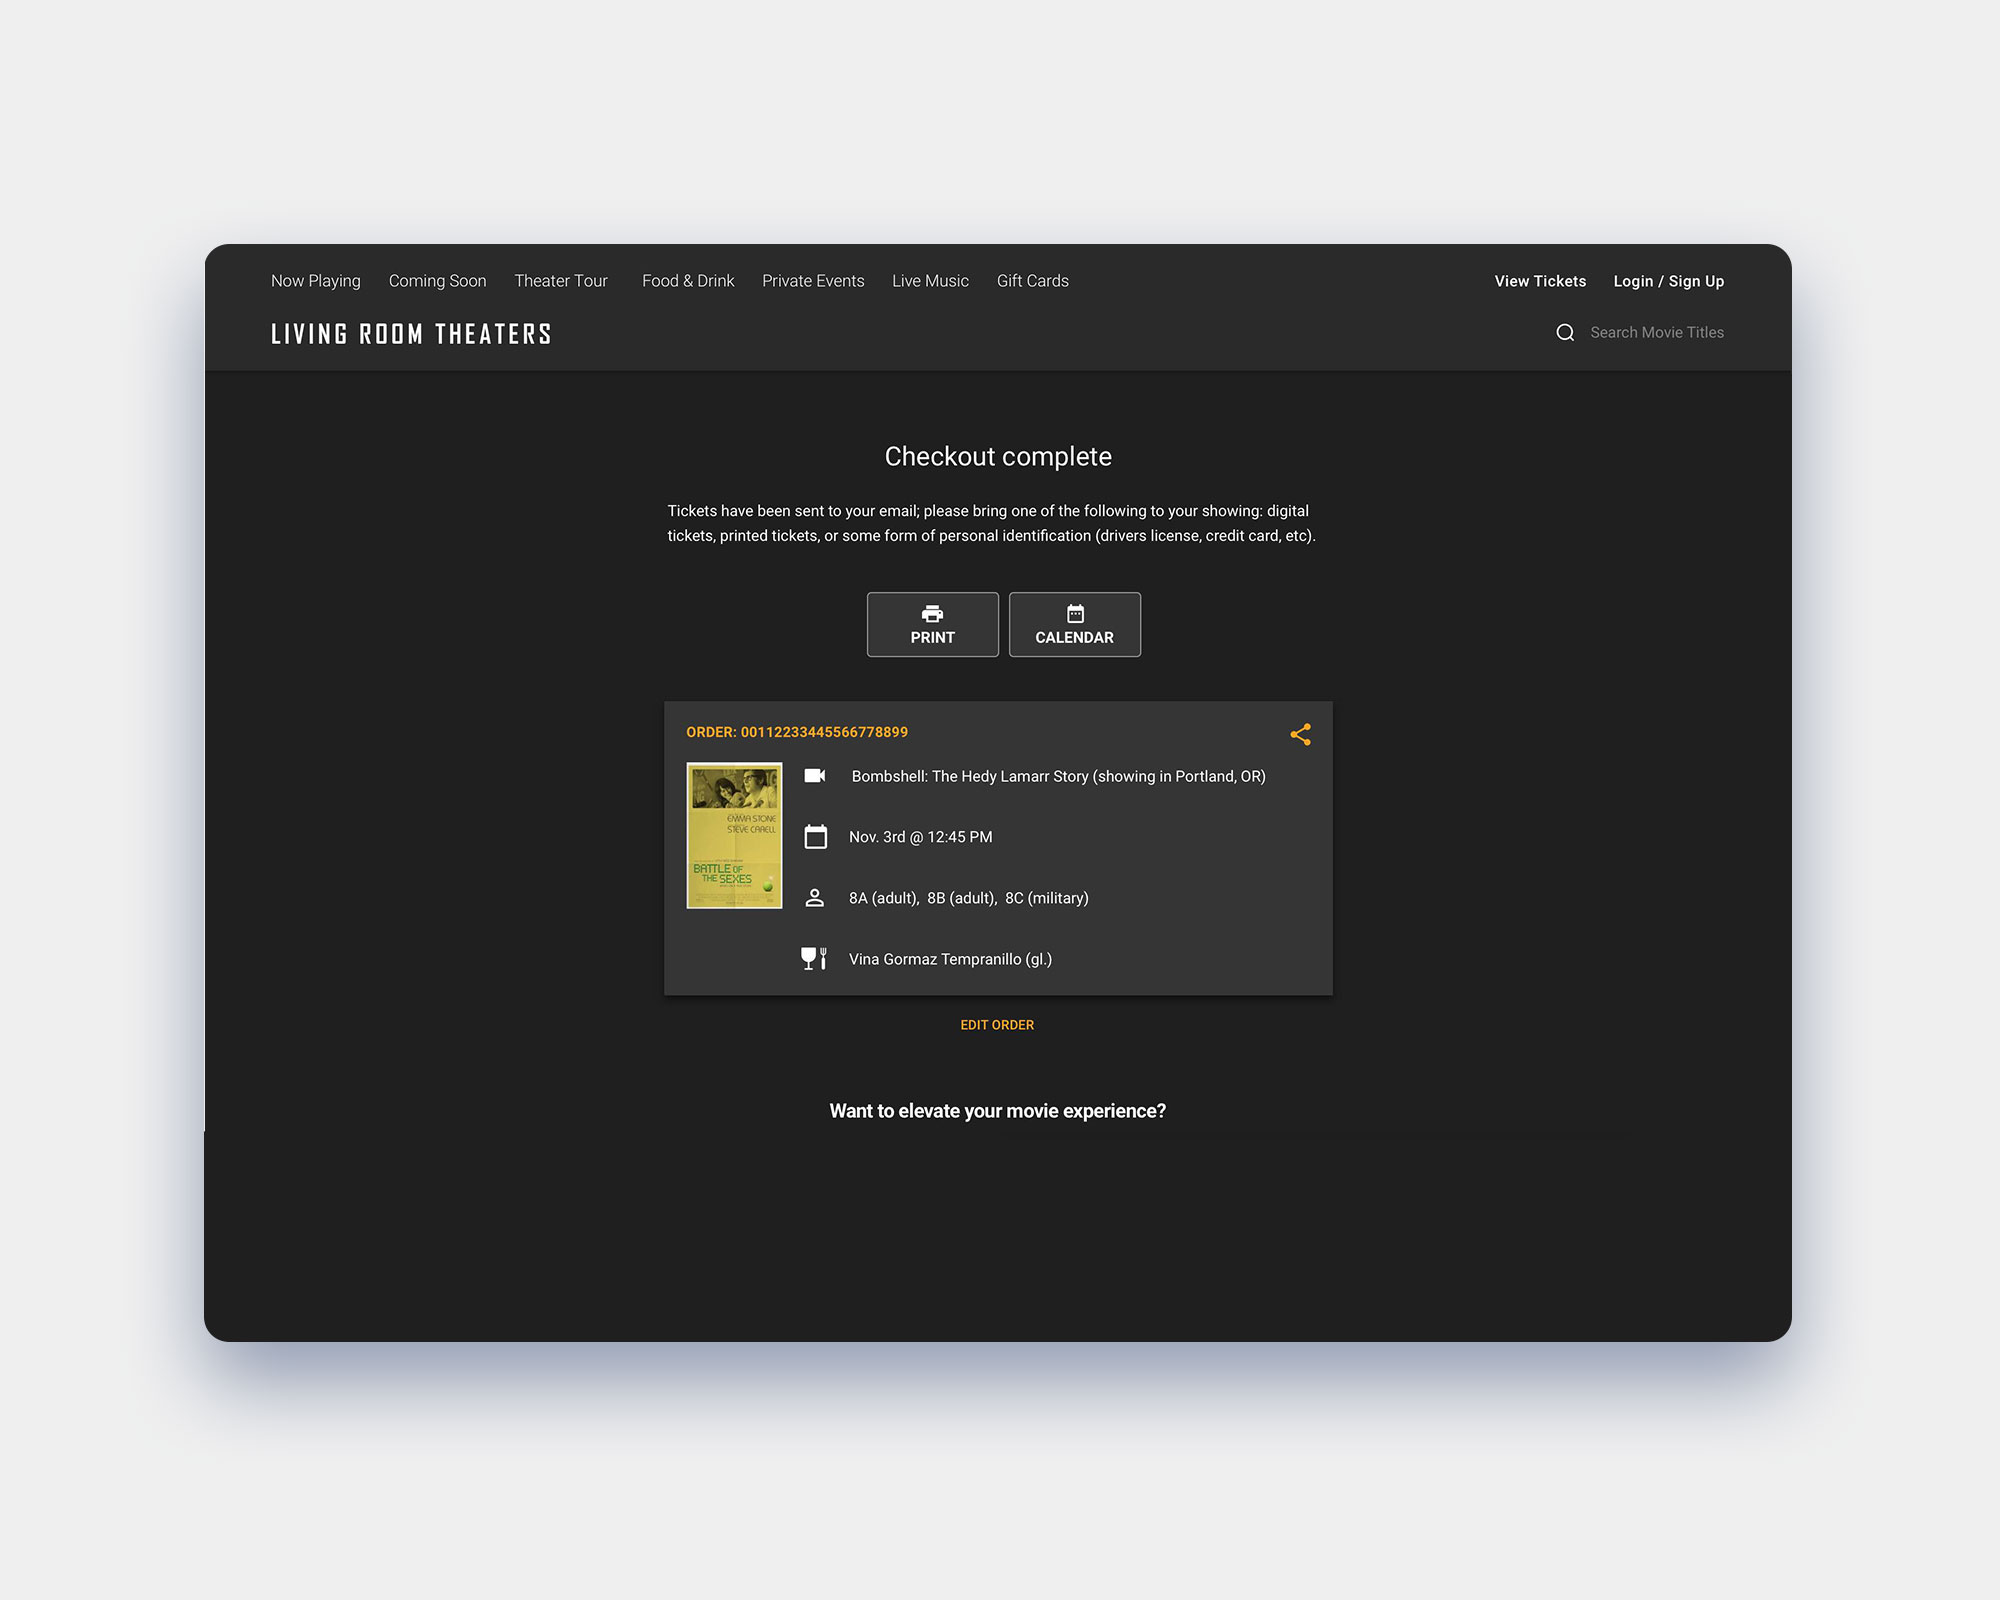 Now Playing Coming Soon Theater Tour Food & Drink Private Events Live Music Gift Cards View Tickets Login / Sign Up
LIVING ROOM THEATERS Search Movie Titles
Checkout complete
Tickets have been sent to your email; please bring one of the following to your showing: digital
tickets, printed tickets, or some form of personal identification (drivers license, credit card, etc).
PRINT CALENDAR
ORDER: 00112233445566778899
EMMA STONE
STEVE CARELL
BATTLE OF
THE SEXES
Bombshell: The Hedy Lamarr Story (showing in Portland, OR)
Nov. 3rd @ 12:45 PM
8A (adult), 8B (adult), 8C (military)
Vina Gormaz Tempranillo (gl.)
EDIT ORDER
Want to elevate your movie experience?